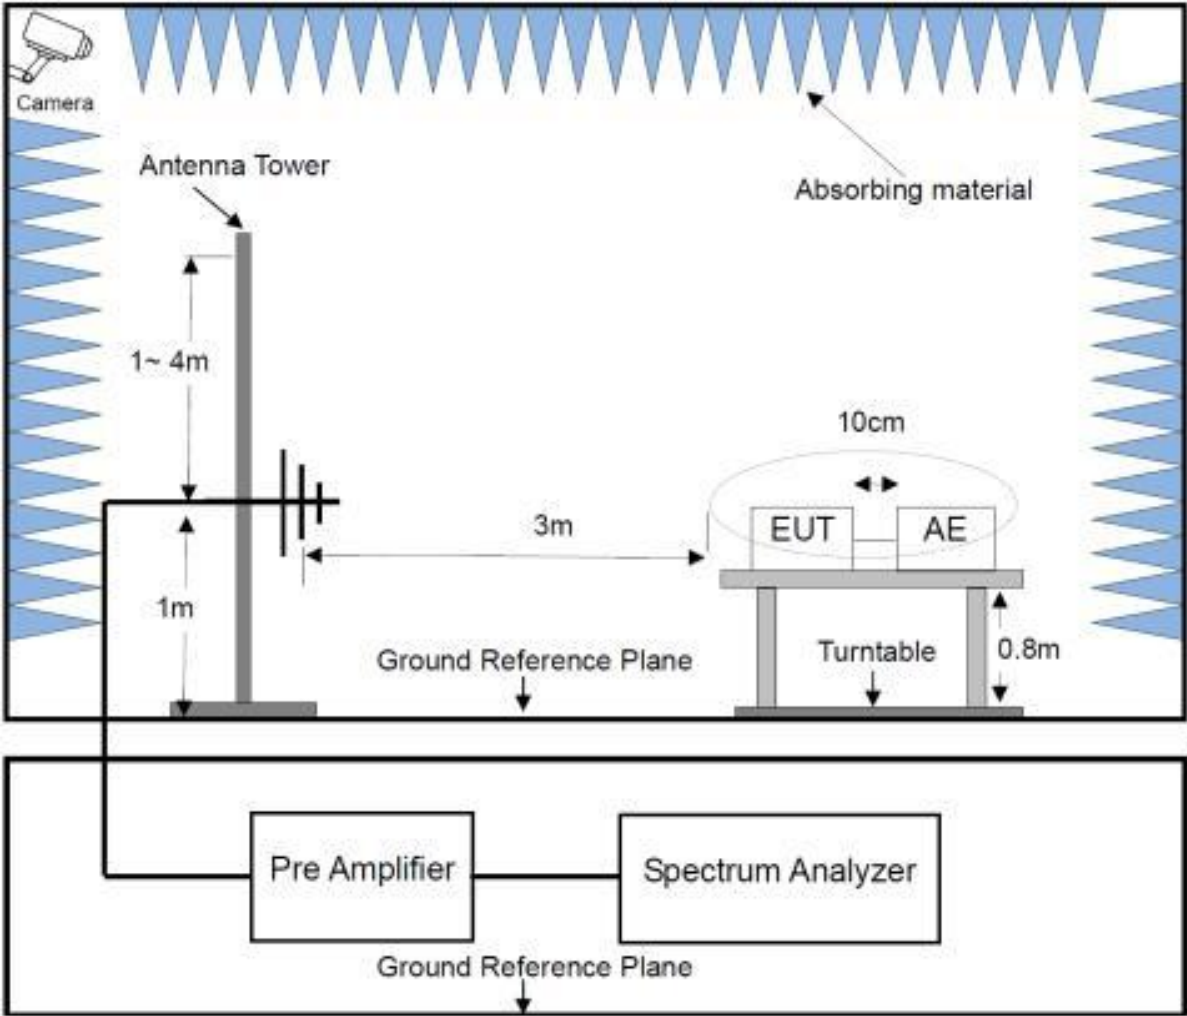 Camera
Antenna Tower
Absorbing material
1~ 4m
10cm
EUT
AE
3m
1m
Ground Reference Plane
Turntable
0.8m
Pre Amplifier
Spectrum Analyzer
Ground Reference Plane